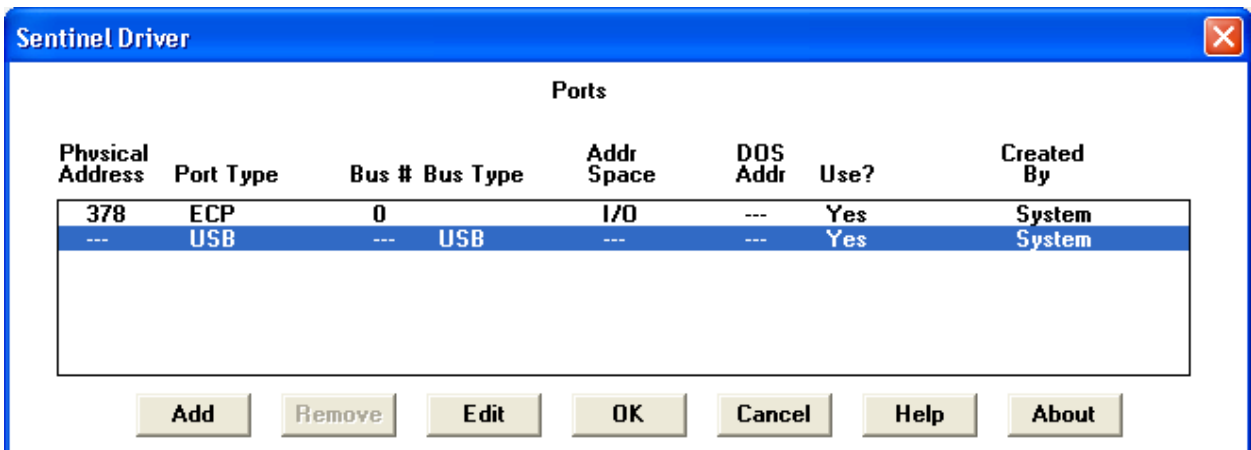 Sentinel Driver
Ports
Physical Address Port Type Bus # Bus Type Addr Space DOS Addr Use? Created By
378 ECP 0 I/O --- Yes System
--- USB --- USB --- --- Yes System
Add Remove Edit OK Cancel Help About